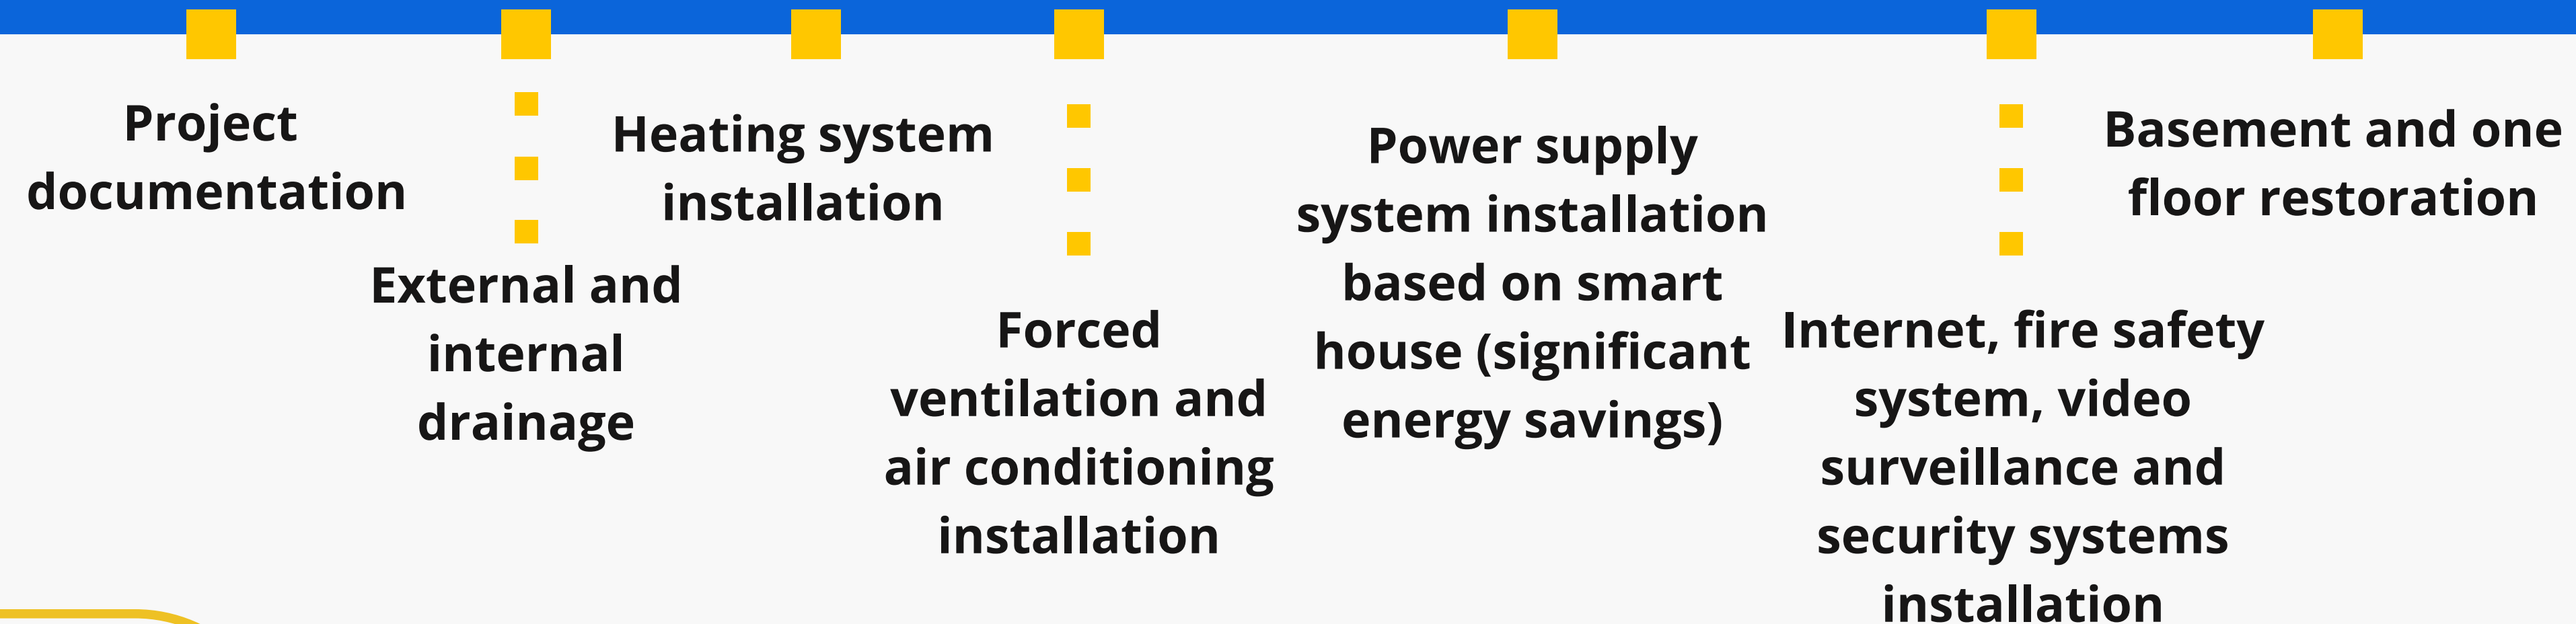 Project
documentation
External and
internal
drainage
Heating system
installation
Forced
ventilation and
air conditioning
installation
Power supply
system installation
based on smart
house (significant
energy savings)
Internet, fire safety
system, video
surveillance and
security systems
installation
Basement and one
floor restoration